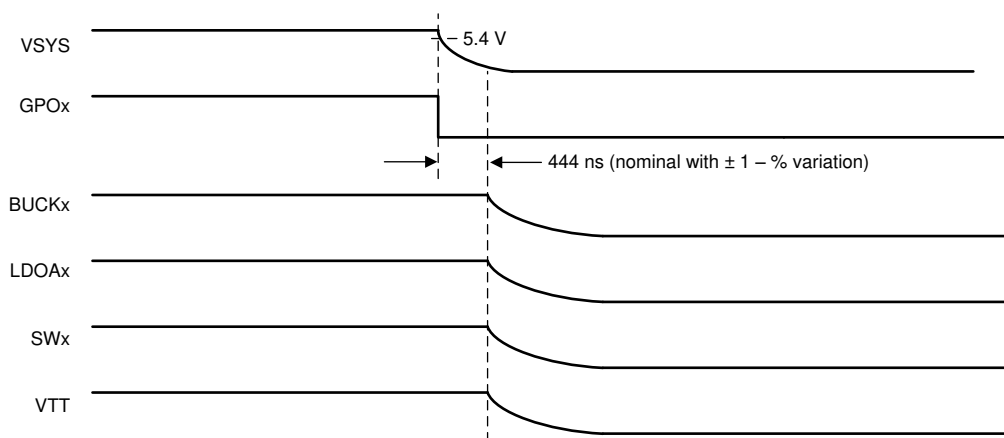 VSYS
5.4 V
GPOx
444 ns (nominal with ± 1 – % variation)
BUCKx
LDOAx
SWx
VTT